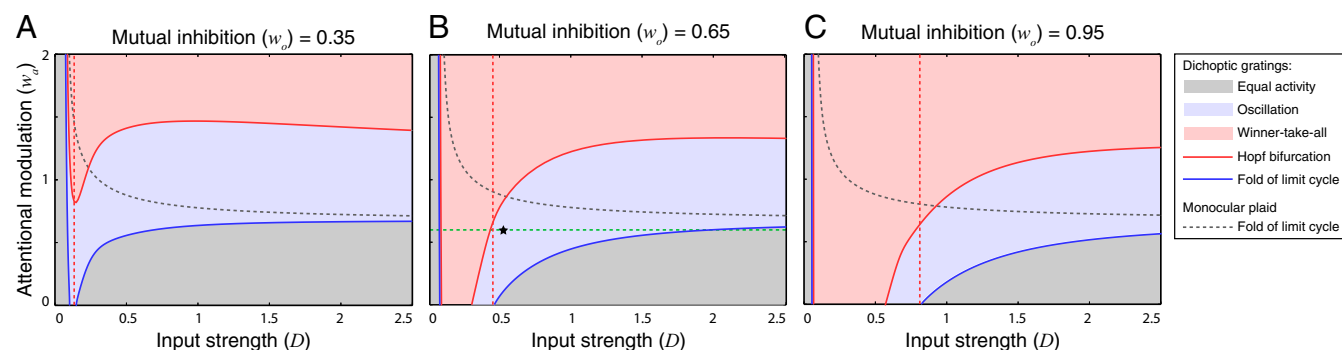 A
Mutual inhibition (wo) = 0.35
B
Mutual inhibition (wo) = 0.65
C
Mutual inhibition (wo) = 0.95
Attentional modulation (wa)
2
1
0
0 0.5 1 1.5 2 2.5
Input strength (D)
0 0.5 1 1.5 2 2.5
Input strength (D)
0 0.5 1 1.5 2 2.5
Input strength (D)
Dichoptic gratings:
Equal activity
Oscillation
Winner-take-all
Hopf bifurcation
Fold of limit cycle
Monocular plaid
Fold of limit cycle